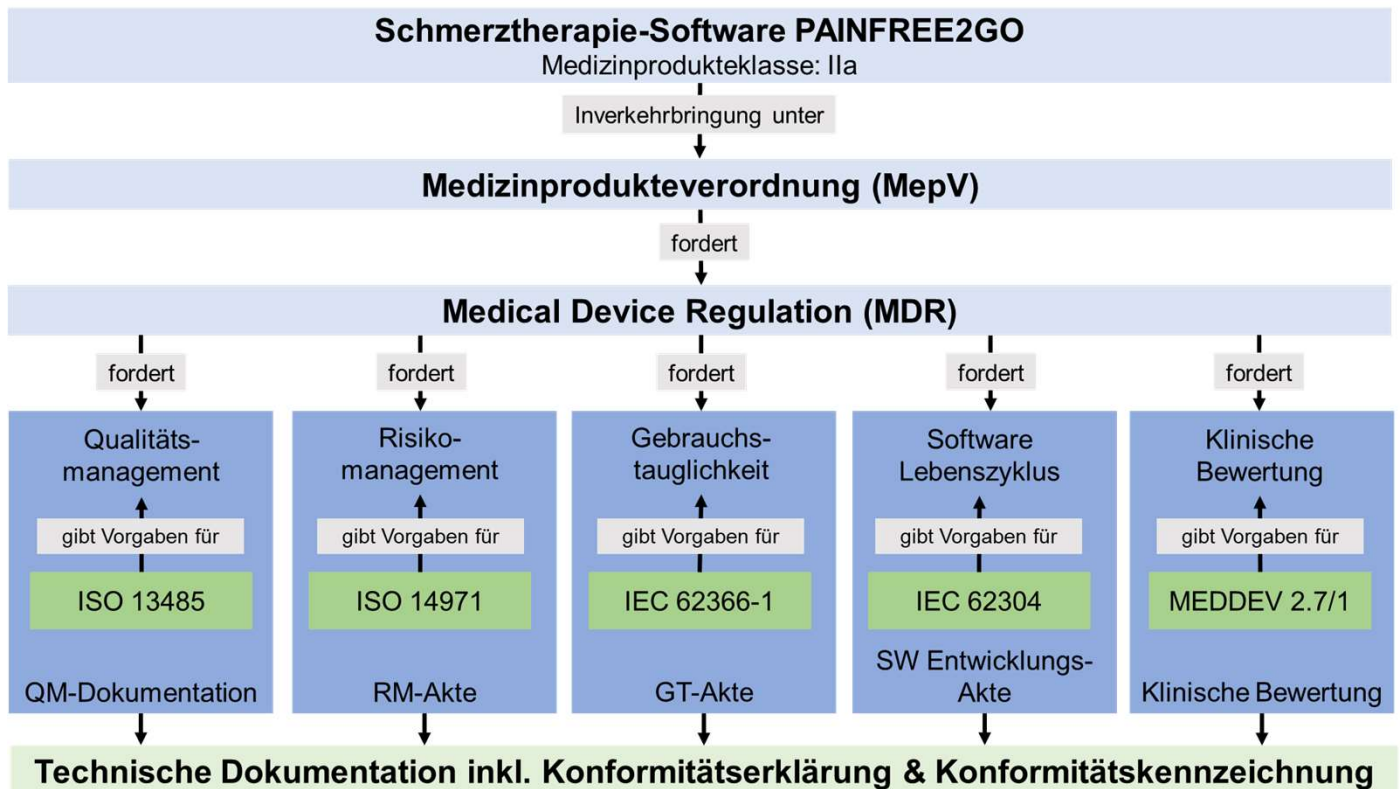 Schmerztherapie-Software PAINFREE2GO
Medizinprodukteklasse: IIa
Inverkehrbringung unter
Medizinprodukteverordnung (MepV)
fordert
Medical Device Regulation (MDR)
fordert
fordert
fordert
fordert
fordert
Qualitäts-
management
gibt Vorgaben für
ISO 13485
QM-Dokumentation
Risiko-
management
gibt Vorgaben für
ISO 14971
RM-Akte
Gebrauchs-
tauglichkeit
gibt Vorgaben für
IEC 62366-1
GT-Akte
Software
Lebenszyklus
gibt Vorgaben für
IEC 62304
SW Entwicklungs-
Akte
Klinische
Bewertung
gibt Vorgaben für
MEDDEV 2.7/1
Klinische Bewertung
Technische Dokumentation inkl. Konformitätserklärung & Konformitätskennzeichnung